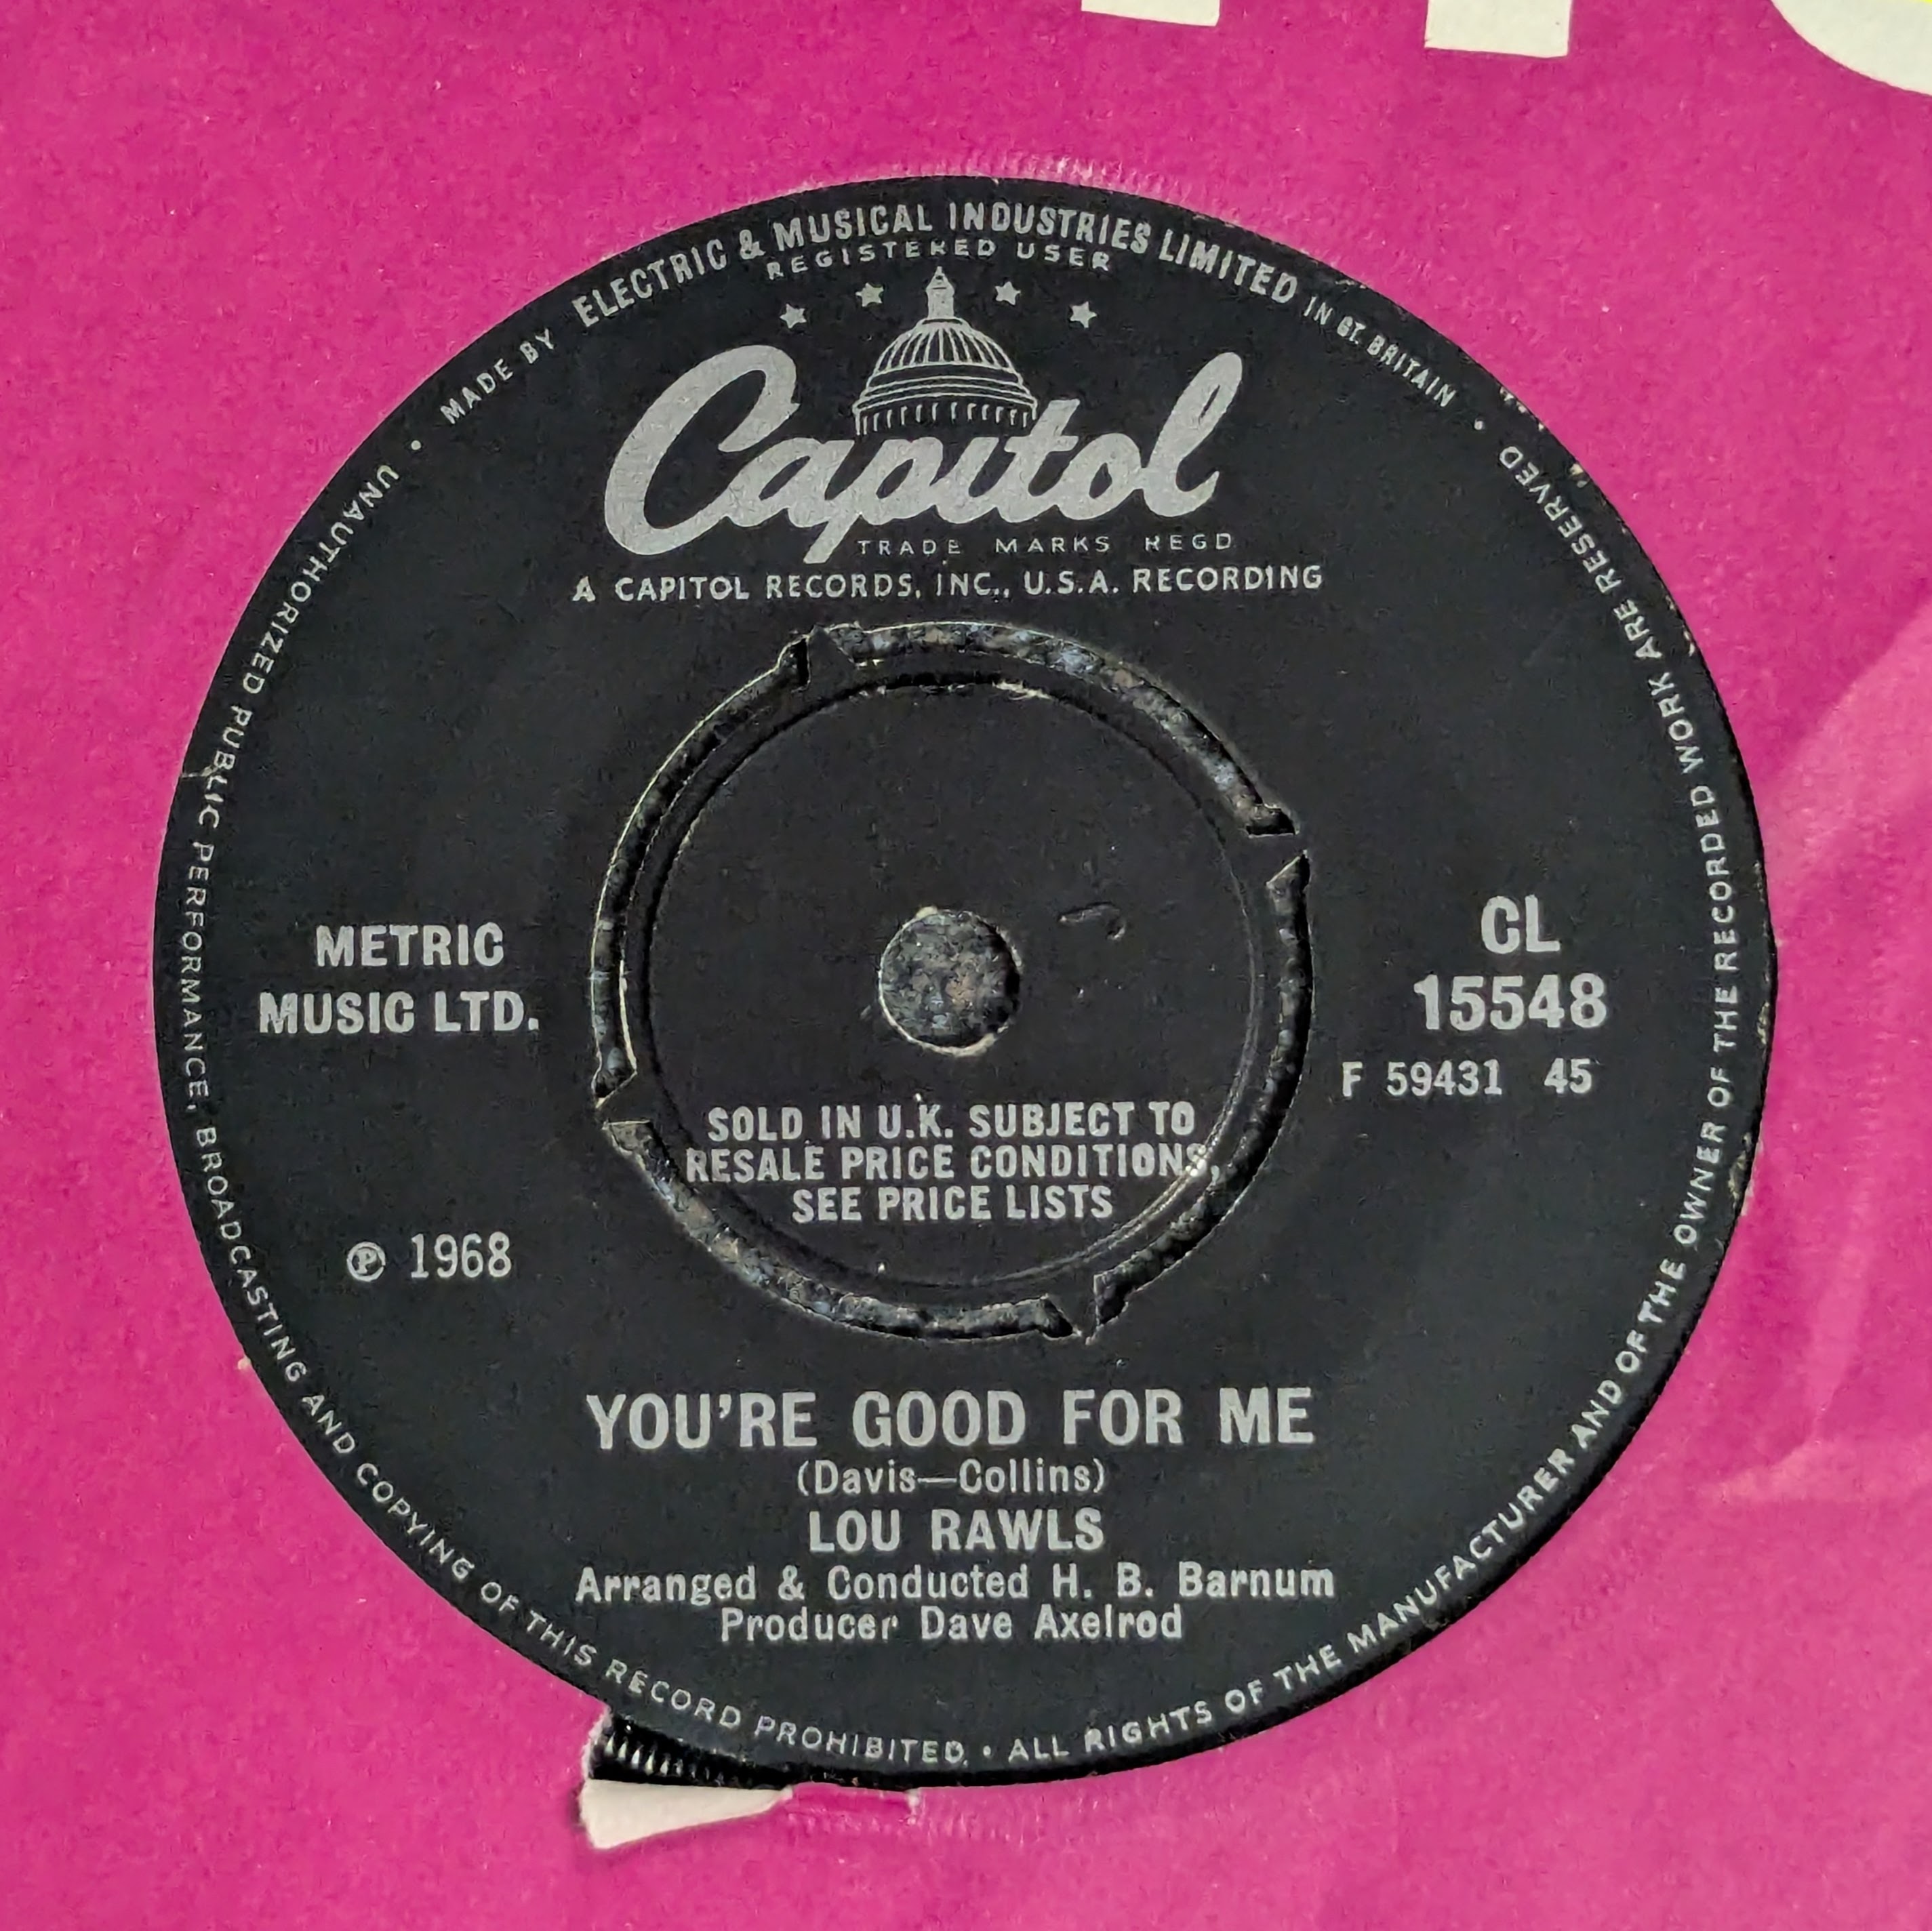 MADE BY ELECTRIC & MUSICAL INDUSTRIES LIMITED IN GT. BRITAIN •
REGISTERED USER
Capitol
TRADE MARKS REGD
A CAPITOL RECORDS, INC., U.S.A. RECORDING
METRIC
MUSIC LTD.
℗ 1968
CL
15548
F 59431 45
SOLD IN U.K. SUBJECT TO
RESALE PRICE CONDITIONS,
SEE PRICE LISTS
YOU'RE GOOD FOR ME
(Davis—Collins)
LOU RAWLS
Arranged & Conducted H. B. Barnum
Producer Dave Axelrod
UNAUTHORIZED PUBLIC PERFORMANCE, BROADCASTING AND COPYING OF THIS RECORD PROHIBITED. • ALL RIGHTS OF THE MANUFACTURER AND OF THE OWNER OF THE RECORDED WORK ARE RESERVED •